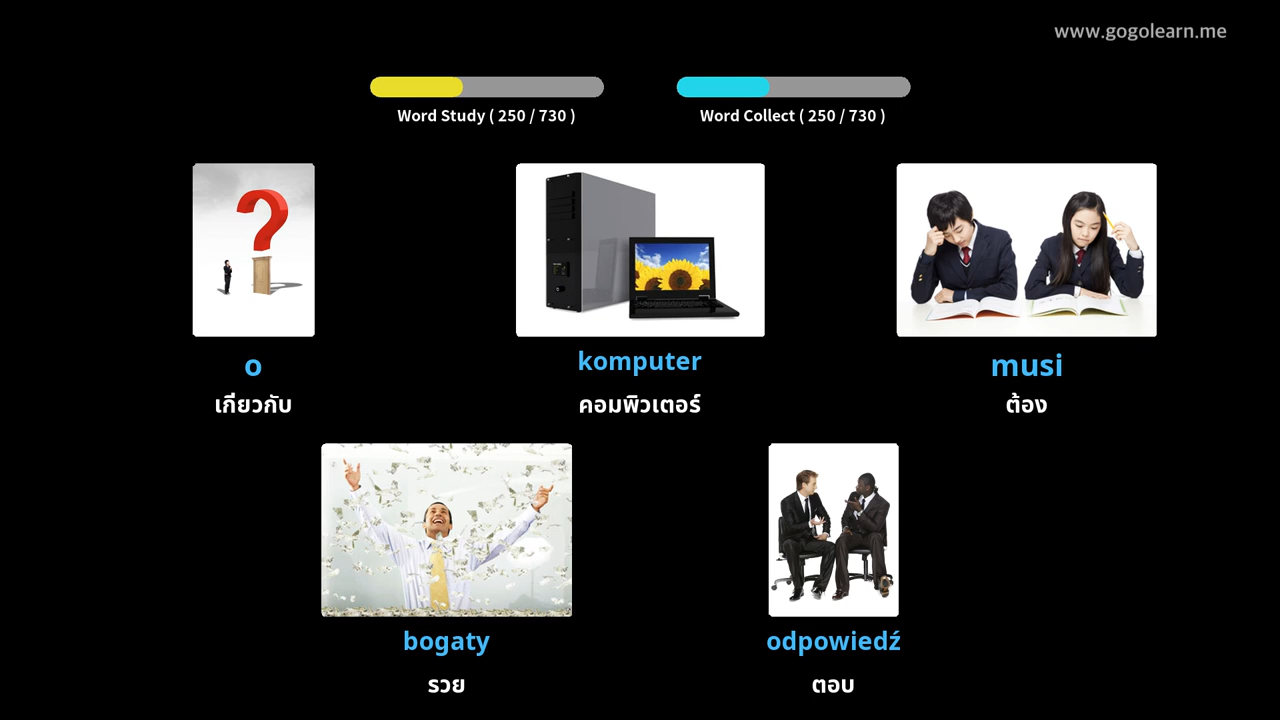 www.gogolearn.me
Word Study ( 250 / 730 )
Word Collect ( 250 / 730 )
o
komputer
musi
เกี่ยวกับ
คอมพิวเตอร์
ต้อง
bogaty
odpowiedź
รวย
ตอบ